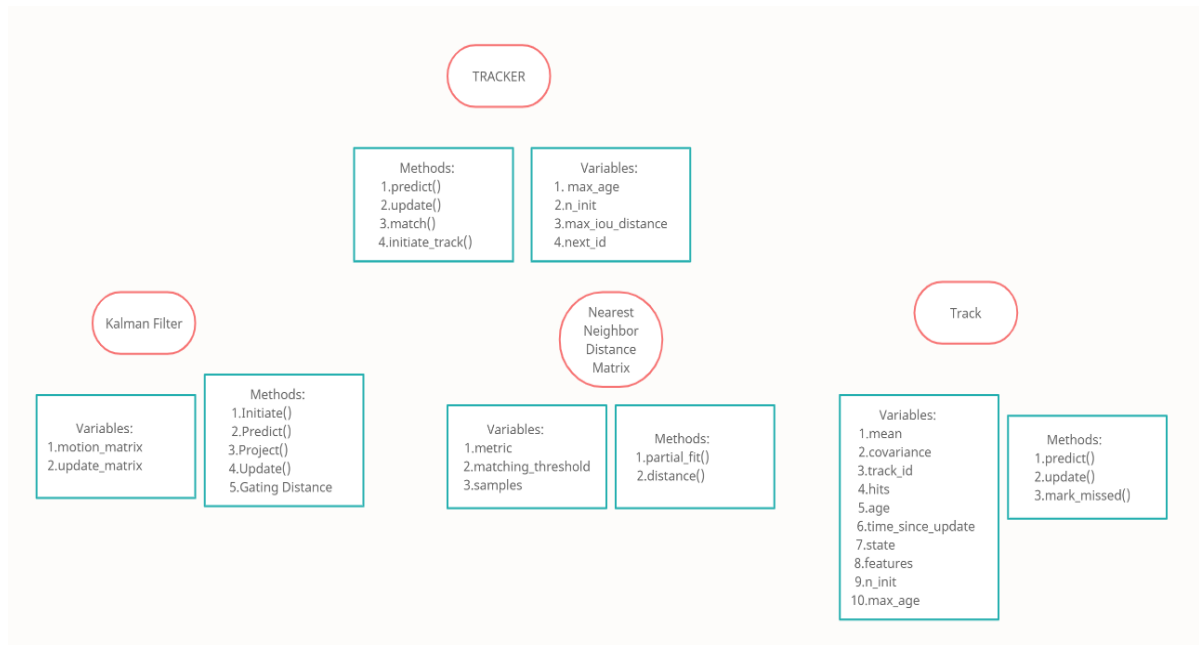 TRACKER
Methods:
1.predict()
2.update()
3.match()
4.initiate_track()
Variables:
1. max_age
2.n_init
3.max_iou_distance
4.next_id
Kalman Filter
Variables:
1.motion_matrix
2.update_matrix
Methods:
1.Initiate()
2.Predict()
3.Project()
4.Update()
5.Gating Distance
Nearest
Neighbor
Distance
Matrix
Variables:
1.metric
2.matching_threshold
3.samples
Methods:
1.partial_fit()
2.distance()
Track
Variables:
1.mean
2.covariance
3.track_id
4.hits
5.age
6.time_since_update
7.state
8.features
9.n_init
10.max_age
Methods:
1.predict()
2.update()
3.mark_missed()